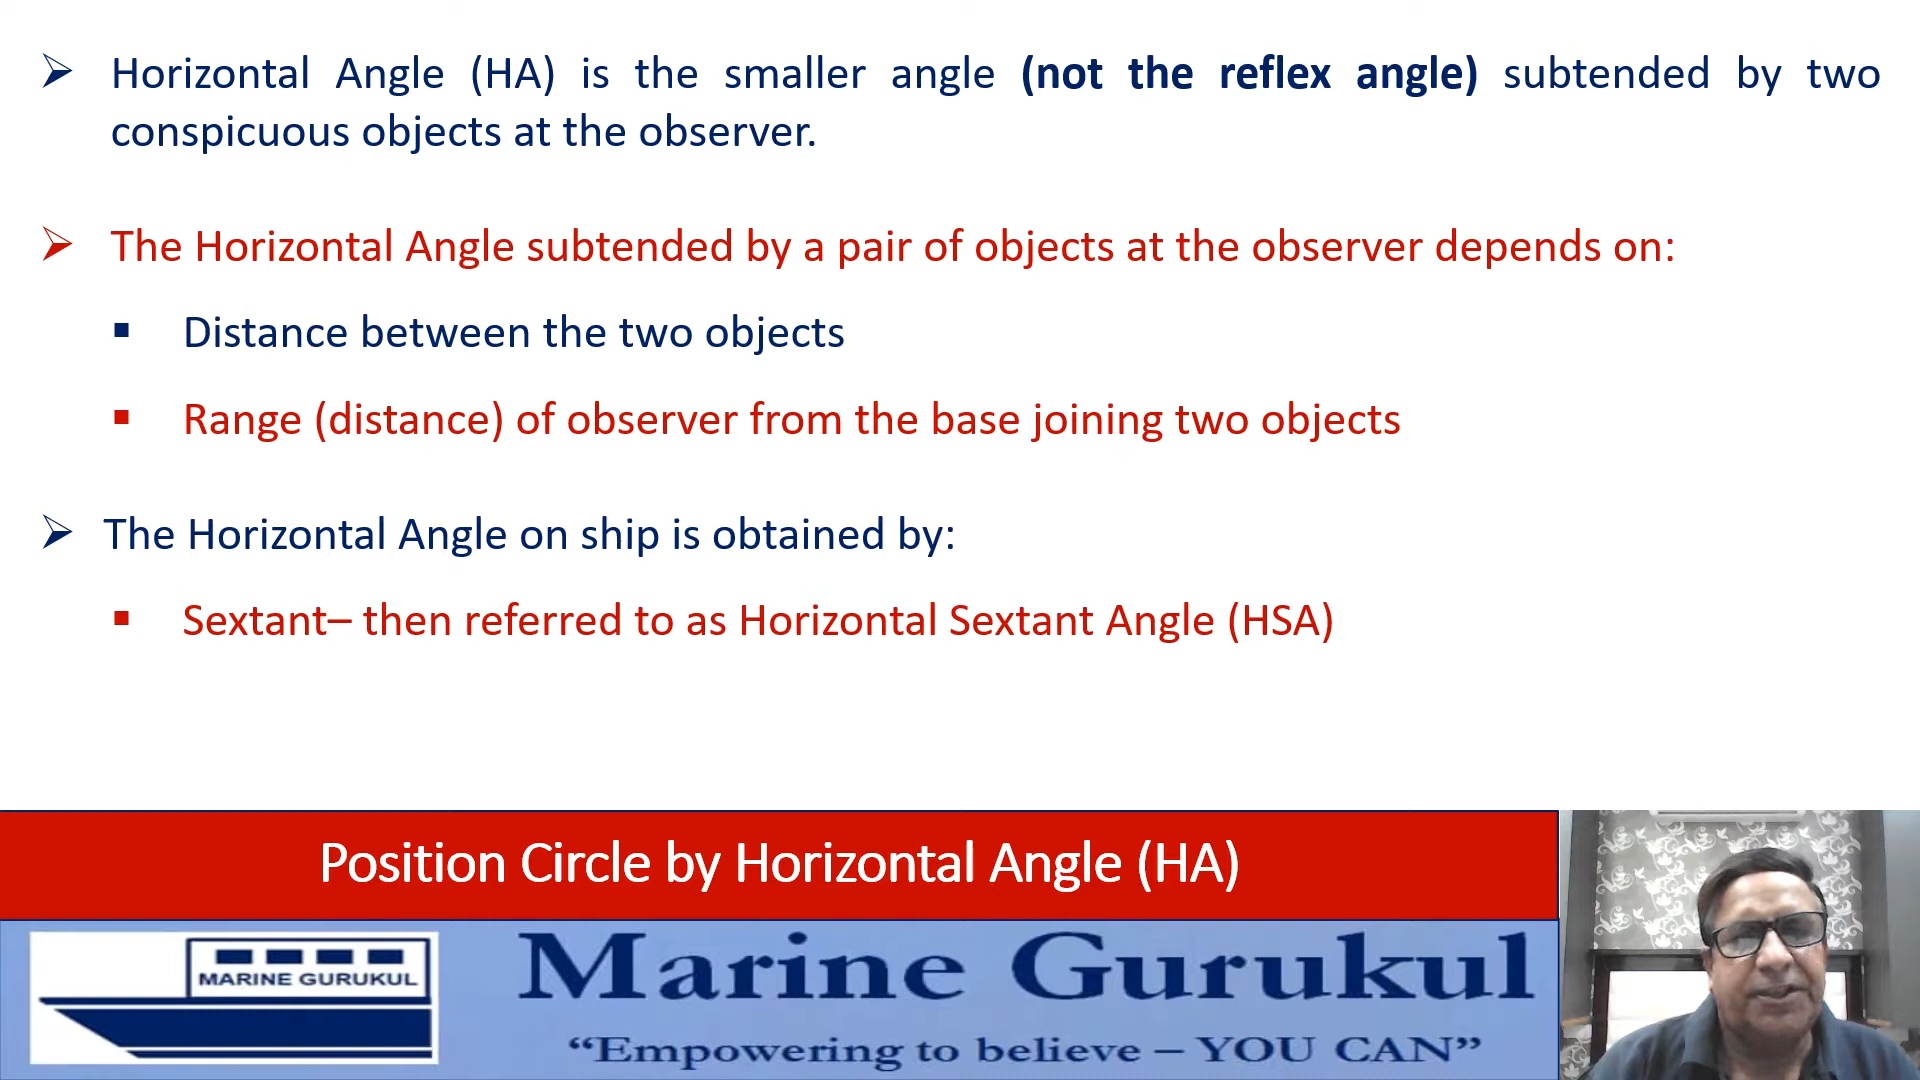 Horizontal Angle (HA) is the smaller angle (not the reflex angle) subtended by two
conspicuous objects at the observer.
The Horizontal Angle subtended by a pair of objects at the observer depends on:
Distance between the two objects
Range (distance) of observer from the base joining two objects
The Horizontal Angle on ship is obtained by:
Sextant– then referred to as Horizontal Sextant Angle (HSA)
Position Circle by Horizontal Angle (HA)
MARINE GURUKUL
Marine Gurukul
“Empowering to believe – YOU CAN”